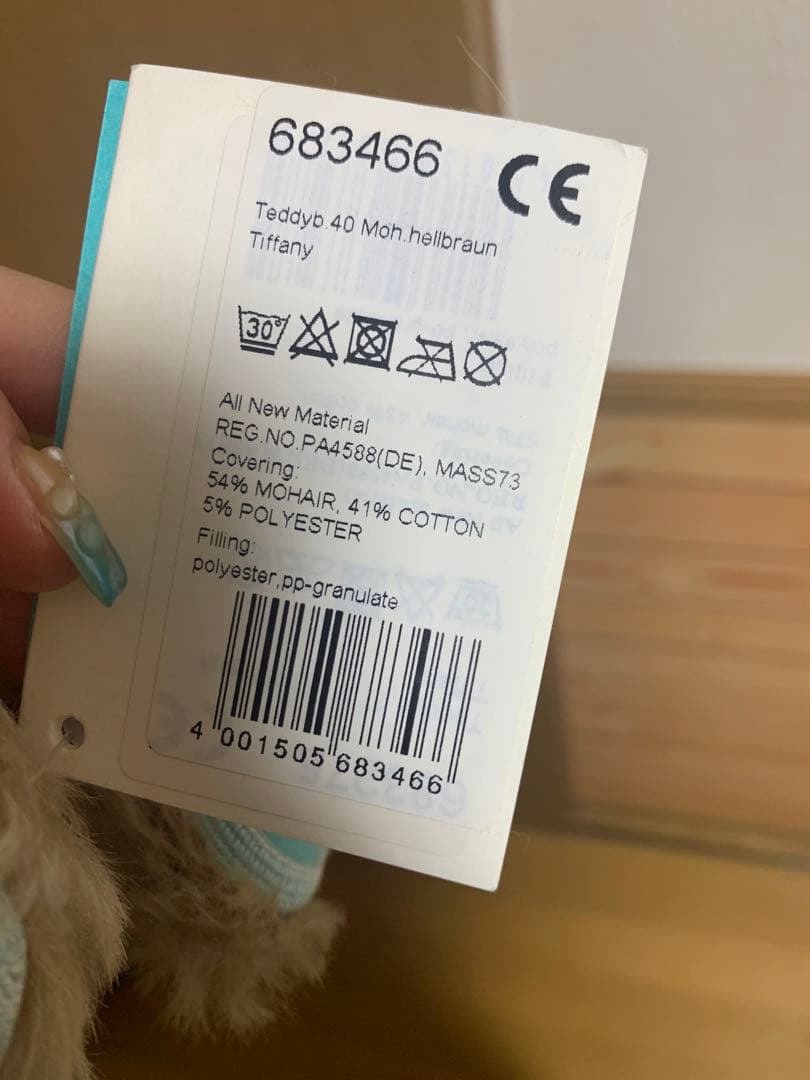 683466
CE
Teddyb.40 Moh.hellbraun
Tiffany
30°
All New Material
REG.NO.PA4588(DE), MASS73
Covering:
54% MOHAIR, 41% COTTON
5% POLYESTER
Filling:
polyester,pp-granulate
4 001505 683466